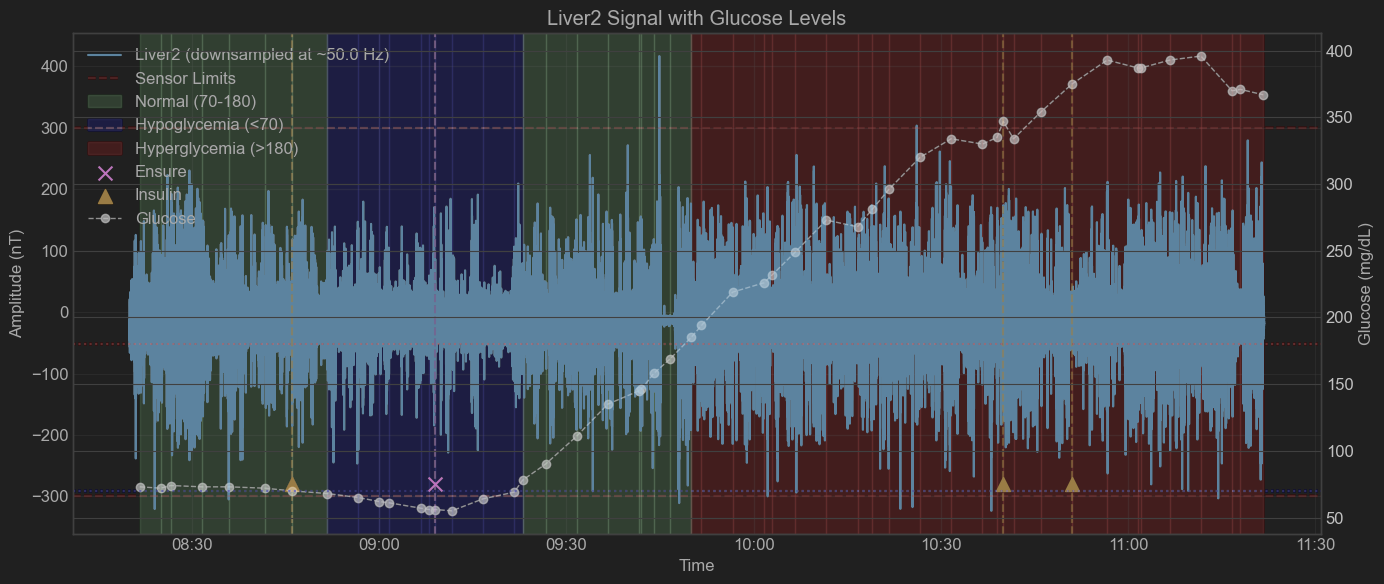 Liver2 Signal with Glucose Levels
Liver2 (downsampled at ~50.0 Hz)
Sensor Limits
Normal (70-180)
Hypoglycemia (<70)
Hyperglycemia (>180)
Ensure
Insulin
Glucose
Amplitude (nT)
400
300
200
100
0
−100
−200
−300
400
350
300
250
200
150
100
50
Glucose (mg/dL)
08:30 09:00 09:30 10:00 10:30 11:00 11:30
Time